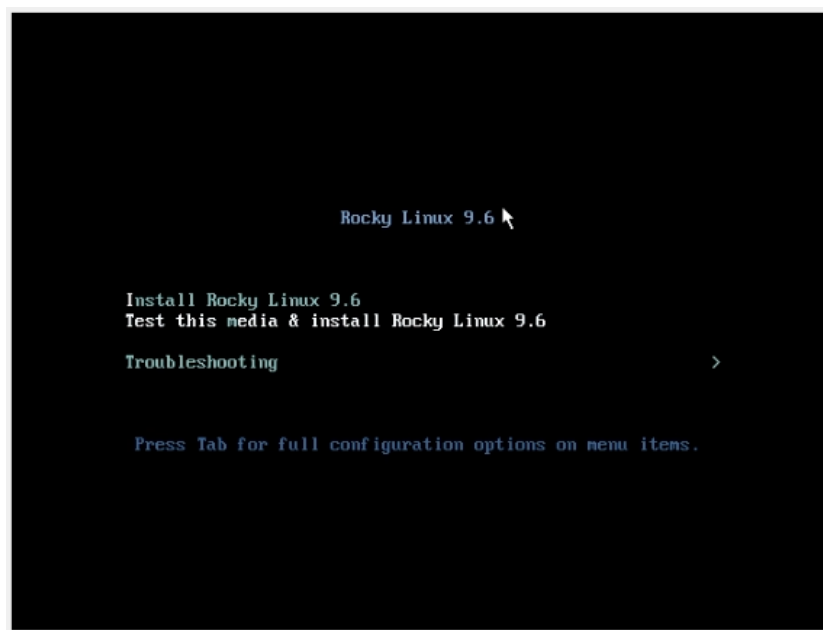 Rocky Linux 9.6
Install Rocky Linux 9.6
Test this media & install Rocky Linux 9.6
Troubleshooting >
Press Tab for full configuration options on menu items.